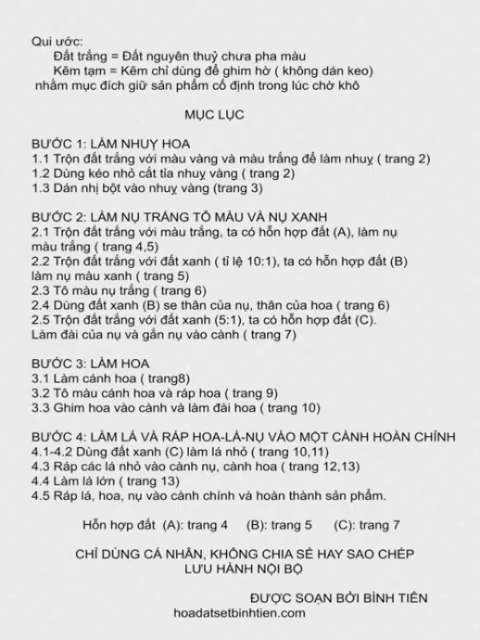 Qui ước:
Đất trắng = Đất nguyên thuỷ chưa pha màu
Kẽm tạm = Kẽm chỉ dùng để ghim hờ ( không dán keo)
nhằm mục đích giữ sản phẩm cố định trong lúc chờ khô
MỤC LỤC
BƯỚC 1: LÀM NHUỴ HOA
1.1 Trộn đất trắng với màu vàng và màu trắng để làm nhuỵ ( trang 2)
1.2 Dùng kéo nhỏ cắt tỉa nhuỵ vàng ( trang 2)
1.3 Dán nhị bột vào nhuỵ vàng (trang 3)
BƯỚC 2: LÀM NỤ TRẮNG TÔ MÀU VÀ NỤ XANH
2.1 Trộn đất trắng với màu trắng, ta có hỗn hợp đất (A), làm nụ
màu trắng ( trang 4,5)
2.2 Trộn đất trắng với đất xanh ( tỉ lệ 10:1), ta có hỗn hợp đất (B)
làm nụ màu xanh ( trang 5)
2.3 Tô màu nụ trắng ( trang 6)
2.4 Dùng đất xanh (B) se thân của nụ, thân của hoa ( trang 6)
2.5 Trộn đất trắng với đất xanh (5:1), ta có hỗn hợp đất (C).
Làm đài của nụ và gắn nụ vào cành ( trang 7)
BƯỚC 3: LÀM HOA
3.1 Làm cánh hoa ( trang8)
3.2 Tô màu cánh hoa và ráp hoa ( trang 9)
3.3 Ghim hoa vào cành và làm đài hoa ( trang 10)
BƯỚC 4: LÀM LÁ VÀ RÁP HOA-LÁ-NỤ VÀO MỘT CÀNH HOÀN CHỈNH
4.1-4.2 Dùng đất xanh (C) làm lá nhỏ ( trang 10,11)
4.3 Ráp các lá nhỏ vào cành nụ, cành hoa ( trang 12,13)
4.4 Làm lá lớn ( trang 13)
4.5 Ráp lá, hoa, nụ vào cành chính và hoàn thành sản phẩm.
Hỗn hợp đất (A): trang 4 (B): trang 5 (C): trang 7
CHỈ DÙNG CÁ NHÂN, KHÔNG CHIA SẺ HAY SAO CHÉP
LƯU HÀNH NỘI BỘ
ĐƯỢC SOẠN BỞI BÌNH TIÊN
hoadatsetbinhtien.com